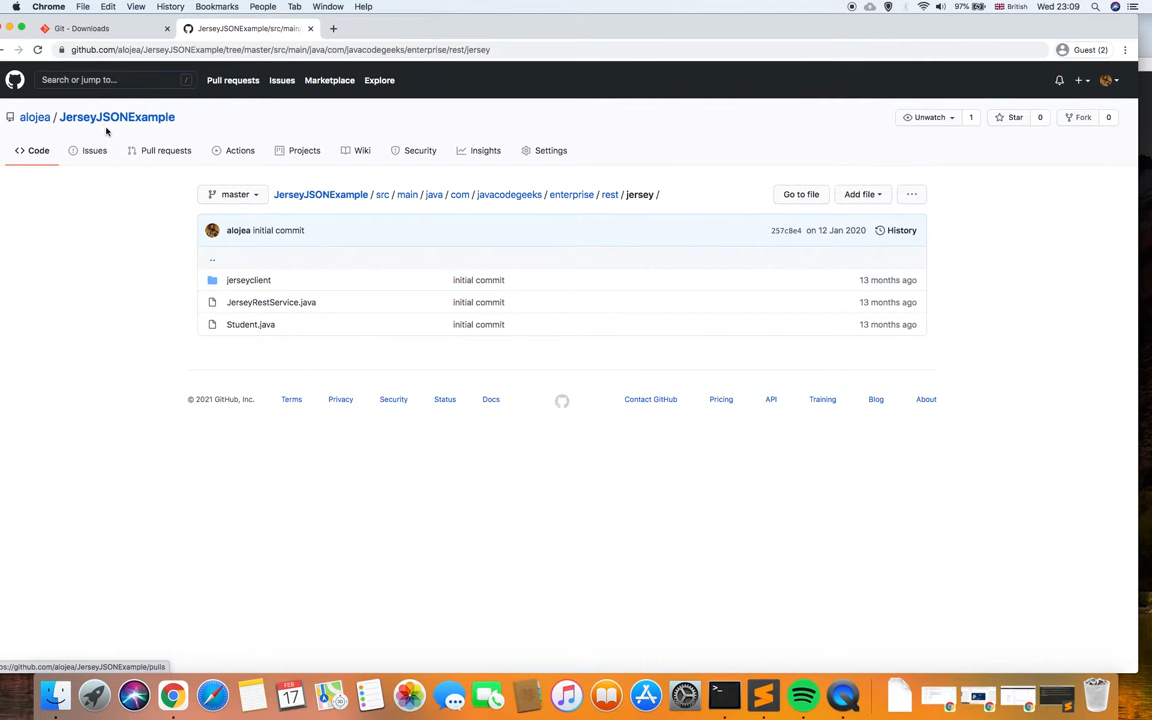 Chrome File Edit View History Bookmarks People Tab Window Help 97% British Wed 23:09
Git - Downloads × JerseyJSONExample/src/main/ × +
github.com/alojea/JerseyJSONExample/tree/master/src/main/java/com/javacodegeeks/enterprise/rest/jersey Guest (2)
Search or jump to... / Pull requests Issues Marketplace Explore
alojea / JerseyJSONExample Unwatch 1 Star 0 Fork 0
Code Issues Pull requests Actions Projects Wiki Security Insights Settings
master JerseyJSONExample / src / main / java / com / javacodegeeks / enterprise / rest / jersey / Go to file Add file ...
alojea initial commit 257c8e4 on 12 Jan 2020 History
..
jerseyclient initial commit 13 months ago
JerseyRestService.java initial commit 13 months ago
Student.java initial commit 13 months ago
© 2021 GitHub, Inc. Terms Privacy Security Status Docs Contact GitHub Pricing API Training Blog About
ps://github.com/alojea/JerseyJSONExample/pulls
FEB
17